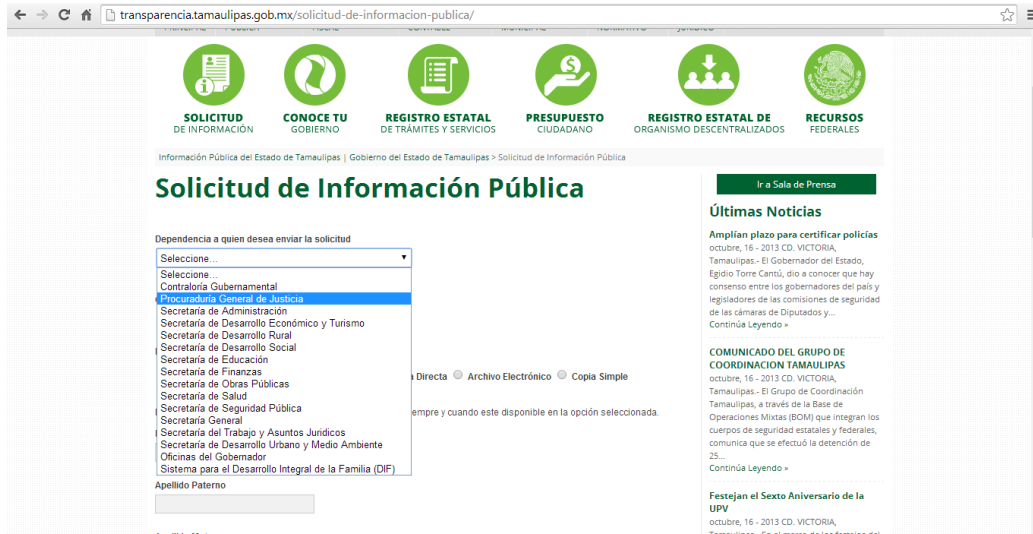 transparencia.tamaulipas.gob.mx/solicitud-de-informacion-publica/
PRINCIPAL PÚBLICA FISCAL CONTABLE MUNICIPAL NORMATIVO JURÍDICO
SOLICITUD
DE INFORMACIÓN
CONOCE TU
GOBIERNO
REGISTRO ESTATAL
DE TRÁMITES Y SERVICIOS
PRESUPUESTO
CIUDADANO
REGISTRO ESTATAL DE
ORGANISMO DESCENTRALIZADOS
RECURSOS
FEDERALES
Información Pública del Estado de Tamaulipas | Gobierno del Estado de Tamaulipas > Solicitud de Información Pública
Solicitud de Información Pública
Dependencia a quien desea enviar la solicitud
Seleccione...
Seleccione...
Contraloría Gubernamental
Procuraduría General de Justicia
Secretaría de Administración
Secretaría de Desarrollo Económico y Turismo
Secretaría de Desarrollo Rural
Secretaría de Desarrollo Social
Secretaría de Educación
Secretaría de Finanzas
Secretaría de Obras Públicas
Secretaría de Salud
Secretaría de Seguridad Pública
Secretaría General
Secretaría del Trabajo y Asuntos Juridicos
Secretaría de Desarrollo Urbano y Medio Ambiente
Oficinas del Gobernador
Sistema para el Desarrollo Integral de la Familia (DIF)
Directa Archivo Electrónico Copia Simple
empre y cuando este disponible en la opción seleccionada.
Apellido Paterno
Ir a Sala de Prensa
Últimas Noticias
Amplían plazo para certificar policías
octubre, 16 - 2013 CD. VICTORIA,
Tamaulipas.- El Gobernador del Estado,
Egidio Torre Cantú, dio a conocer que hay
consenso entre los gobernadores del país y
legisladores de las comisiones de seguridad
de las cámaras de Diputados y...
Continúa Leyendo »
COMUNICADO DEL GRUPO DE
COORDINACION TAMAULIPAS
octubre, 16 - 2013 CD. VICTORIA,
Tamaulipas.- El Grupo de Coordinación
Tamaulipas, a través de la Base de
Operaciones Mixtas (BOM) que integran los
cuerpos de seguridad estatales y federales,
comunica que se efectuó la detención de
25...
Continúa Leyendo »
Festejan el Sexto Aniversario de la
UPV
octubre, 16 - 2013 CD. VICTORIA,